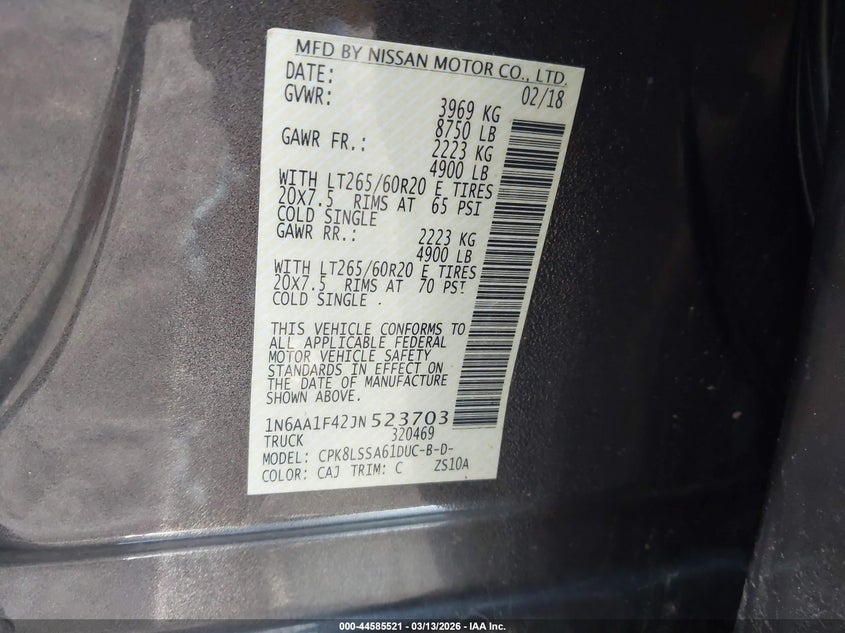 MFD BY NISSAN MOTOR CO., LTD.
DATE: 02/18
GVWR: 3969 KG
8750 LB
GAWR FR.: 2223 KG
4900 LB
WITH LT265/60R20 E TIRES
20X7.5 RIMS AT 65 PSI
COLD SINGLE
GAWR RR.: 2223 KG
4900 LB
WITH LT265/60R20 E TIRES
20X7.5 RIMS AT 70 PSI
COLD SINGLE .
THIS VEHICLE CONFORMS TO
ALL APPLICABLE FEDERAL
MOTOR VEHICLE SAFETY
STANDARDS IN EFFECT ON
THE DATE OF MANUFACTURE
SHOWN ABOVE.
1N6AA1F42JN523703
TRUCK 320469
MODEL: CPK8LSSA61DUC-B-D-
COLOR: CAJ TRIM: C ZS10A
000-44585521 | 03/13/2026 - IAA Inc.